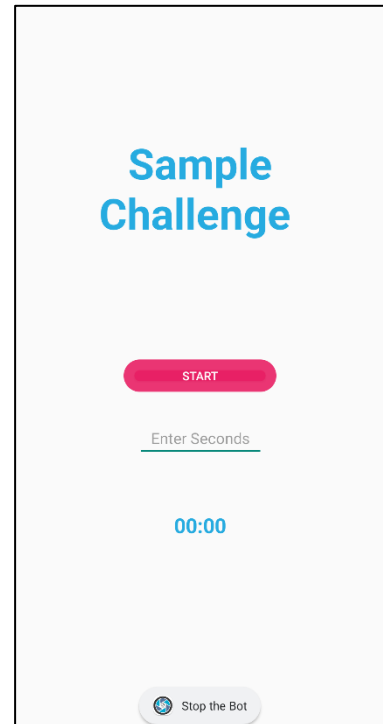 Sample
Challenge
START
Enter Seconds
00:00
Stop the Bot